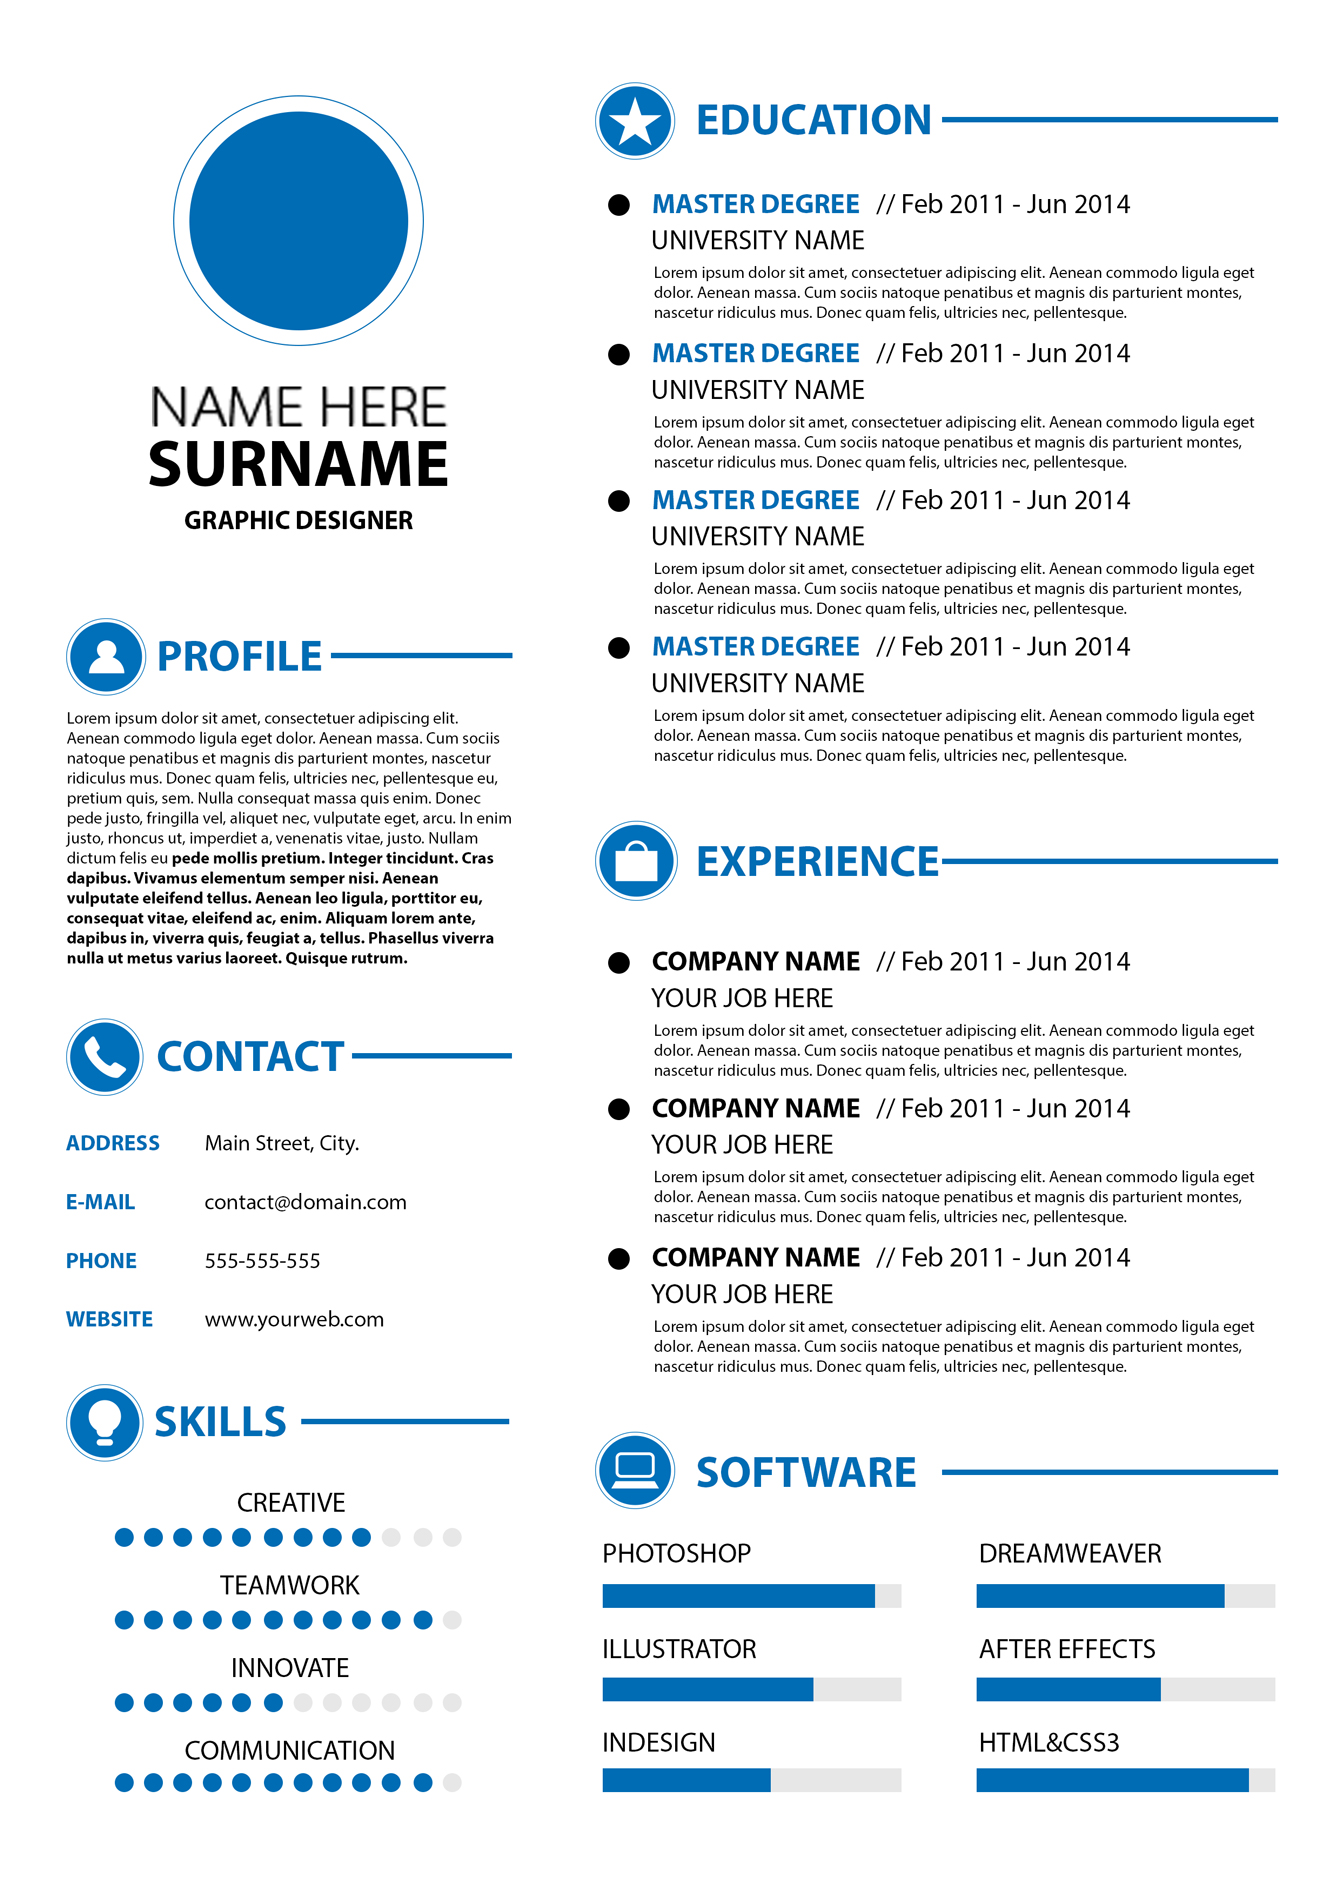 NAME HERE
SURNAME
GRAPHIC DESIGNER
PROFILE
Lorem ipsum dolor sit amet, consectetuer adipiscing elit.
Aenean commodo ligula eget dolor. Aenean massa. Cum sociis
natoque penatibus et magnis dis parturient montes, nascetur
ridiculus mus. Donec quam felis, ultricies nec, pellentesque eu,
pretium quis, sem. Nulla consequat massa quis enim. Donec
pede justo, fringilla vel, aliquet nec, vulputate eget, arcu. In enim
justo, rhoncus ut, imperdiet a, venenatis vitae, justo. Nullam
dictum felis eu pede mollis pretium. Integer tincidunt. Cras
dapibus. Vivamus elementum semper nisi. Aenean
vulputate eleifend tellus. Aenean leo ligula, porttitor eu,
consequat vitae, eleifend ac, enim. Aliquam lorem ante,
dapibus in, viverra quis, feugiat a, tellus. Phasellus viverra
nulla ut metus varius laoreet. Quisque rutrum.
CONTACT
ADDRESS Main Street, City.
E-MAIL contact@domain.com
PHONE 555-555-555
WEBSITE www.yourweb.com
SKILLS
CREATIVE
TEAMWORK
INNOVATE
COMMUNICATION
EDUCATION
MASTER DEGREE // Feb 2011 - Jun 2014
UNIVERSITY NAME
Lorem ipsum dolor sit amet, consectetuer adipiscing elit. Aenean commodo ligula eget
dolor. Aenean massa. Cum sociis natoque penatibus et magnis dis parturient montes,
nascetur ridiculus mus. Donec quam felis, ultricies nec, pellentesque.
MASTER DEGREE // Feb 2011 - Jun 2014
UNIVERSITY NAME
Lorem ipsum dolor sit amet, consectetuer adipiscing elit. Aenean commodo ligula eget
dolor. Aenean massa. Cum sociis natoque penatibus et magnis dis parturient montes,
nascetur ridiculus mus. Donec quam felis, ultricies nec, pellentesque.
MASTER DEGREE // Feb 2011 - Jun 2014
UNIVERSITY NAME
Lorem ipsum dolor sit amet, consectetuer adipiscing elit. Aenean commodo ligula eget
dolor. Aenean massa. Cum sociis natoque penatibus et magnis dis parturient montes,
nascetur ridiculus mus. Donec quam felis, ultricies nec, pellentesque.
MASTER DEGREE // Feb 2011 - Jun 2014
UNIVERSITY NAME
Lorem ipsum dolor sit amet, consectetuer adipiscing elit. Aenean commodo ligula eget
dolor. Aenean massa. Cum sociis natoque penatibus et magnis dis parturient montes,
nascetur ridiculus mus. Donec quam felis, ultricies nec, pellentesque.
EXPERIENCE
COMPANY NAME // Feb 2011 - Jun 2014
YOUR JOB HERE
Lorem ipsum dolor sit amet, consectetuer adipiscing elit. Aenean commodo ligula eget
dolor. Aenean massa. Cum sociis natoque penatibus et magnis dis parturient montes,
nascetur ridiculus mus. Donec quam felis, ultricies nec, pellentesque.
COMPANY NAME // Feb 2011 - Jun 2014
YOUR JOB HERE
Lorem ipsum dolor sit amet, consectetuer adipiscing elit. Aenean commodo ligula eget
dolor. Aenean massa. Cum sociis natoque penatibus et magnis dis parturient montes,
nascetur ridiculus mus. Donec quam felis, ultricies nec, pellentesque.
COMPANY NAME // Feb 2011 - Jun 2014
YOUR JOB HERE
Lorem ipsum dolor sit amet, consectetuer adipiscing elit. Aenean commodo ligula eget
dolor. Aenean massa. Cum sociis natoque penatibus et magnis dis parturient montes,
nascetur ridiculus mus. Donec quam felis, ultricies nec, pellentesque.
SOFTWARE
PHOTOSHOP DREAMWEAVER
ILLUSTRATOR AFTER EFFECTS
INDESIGN HTML&CSS3